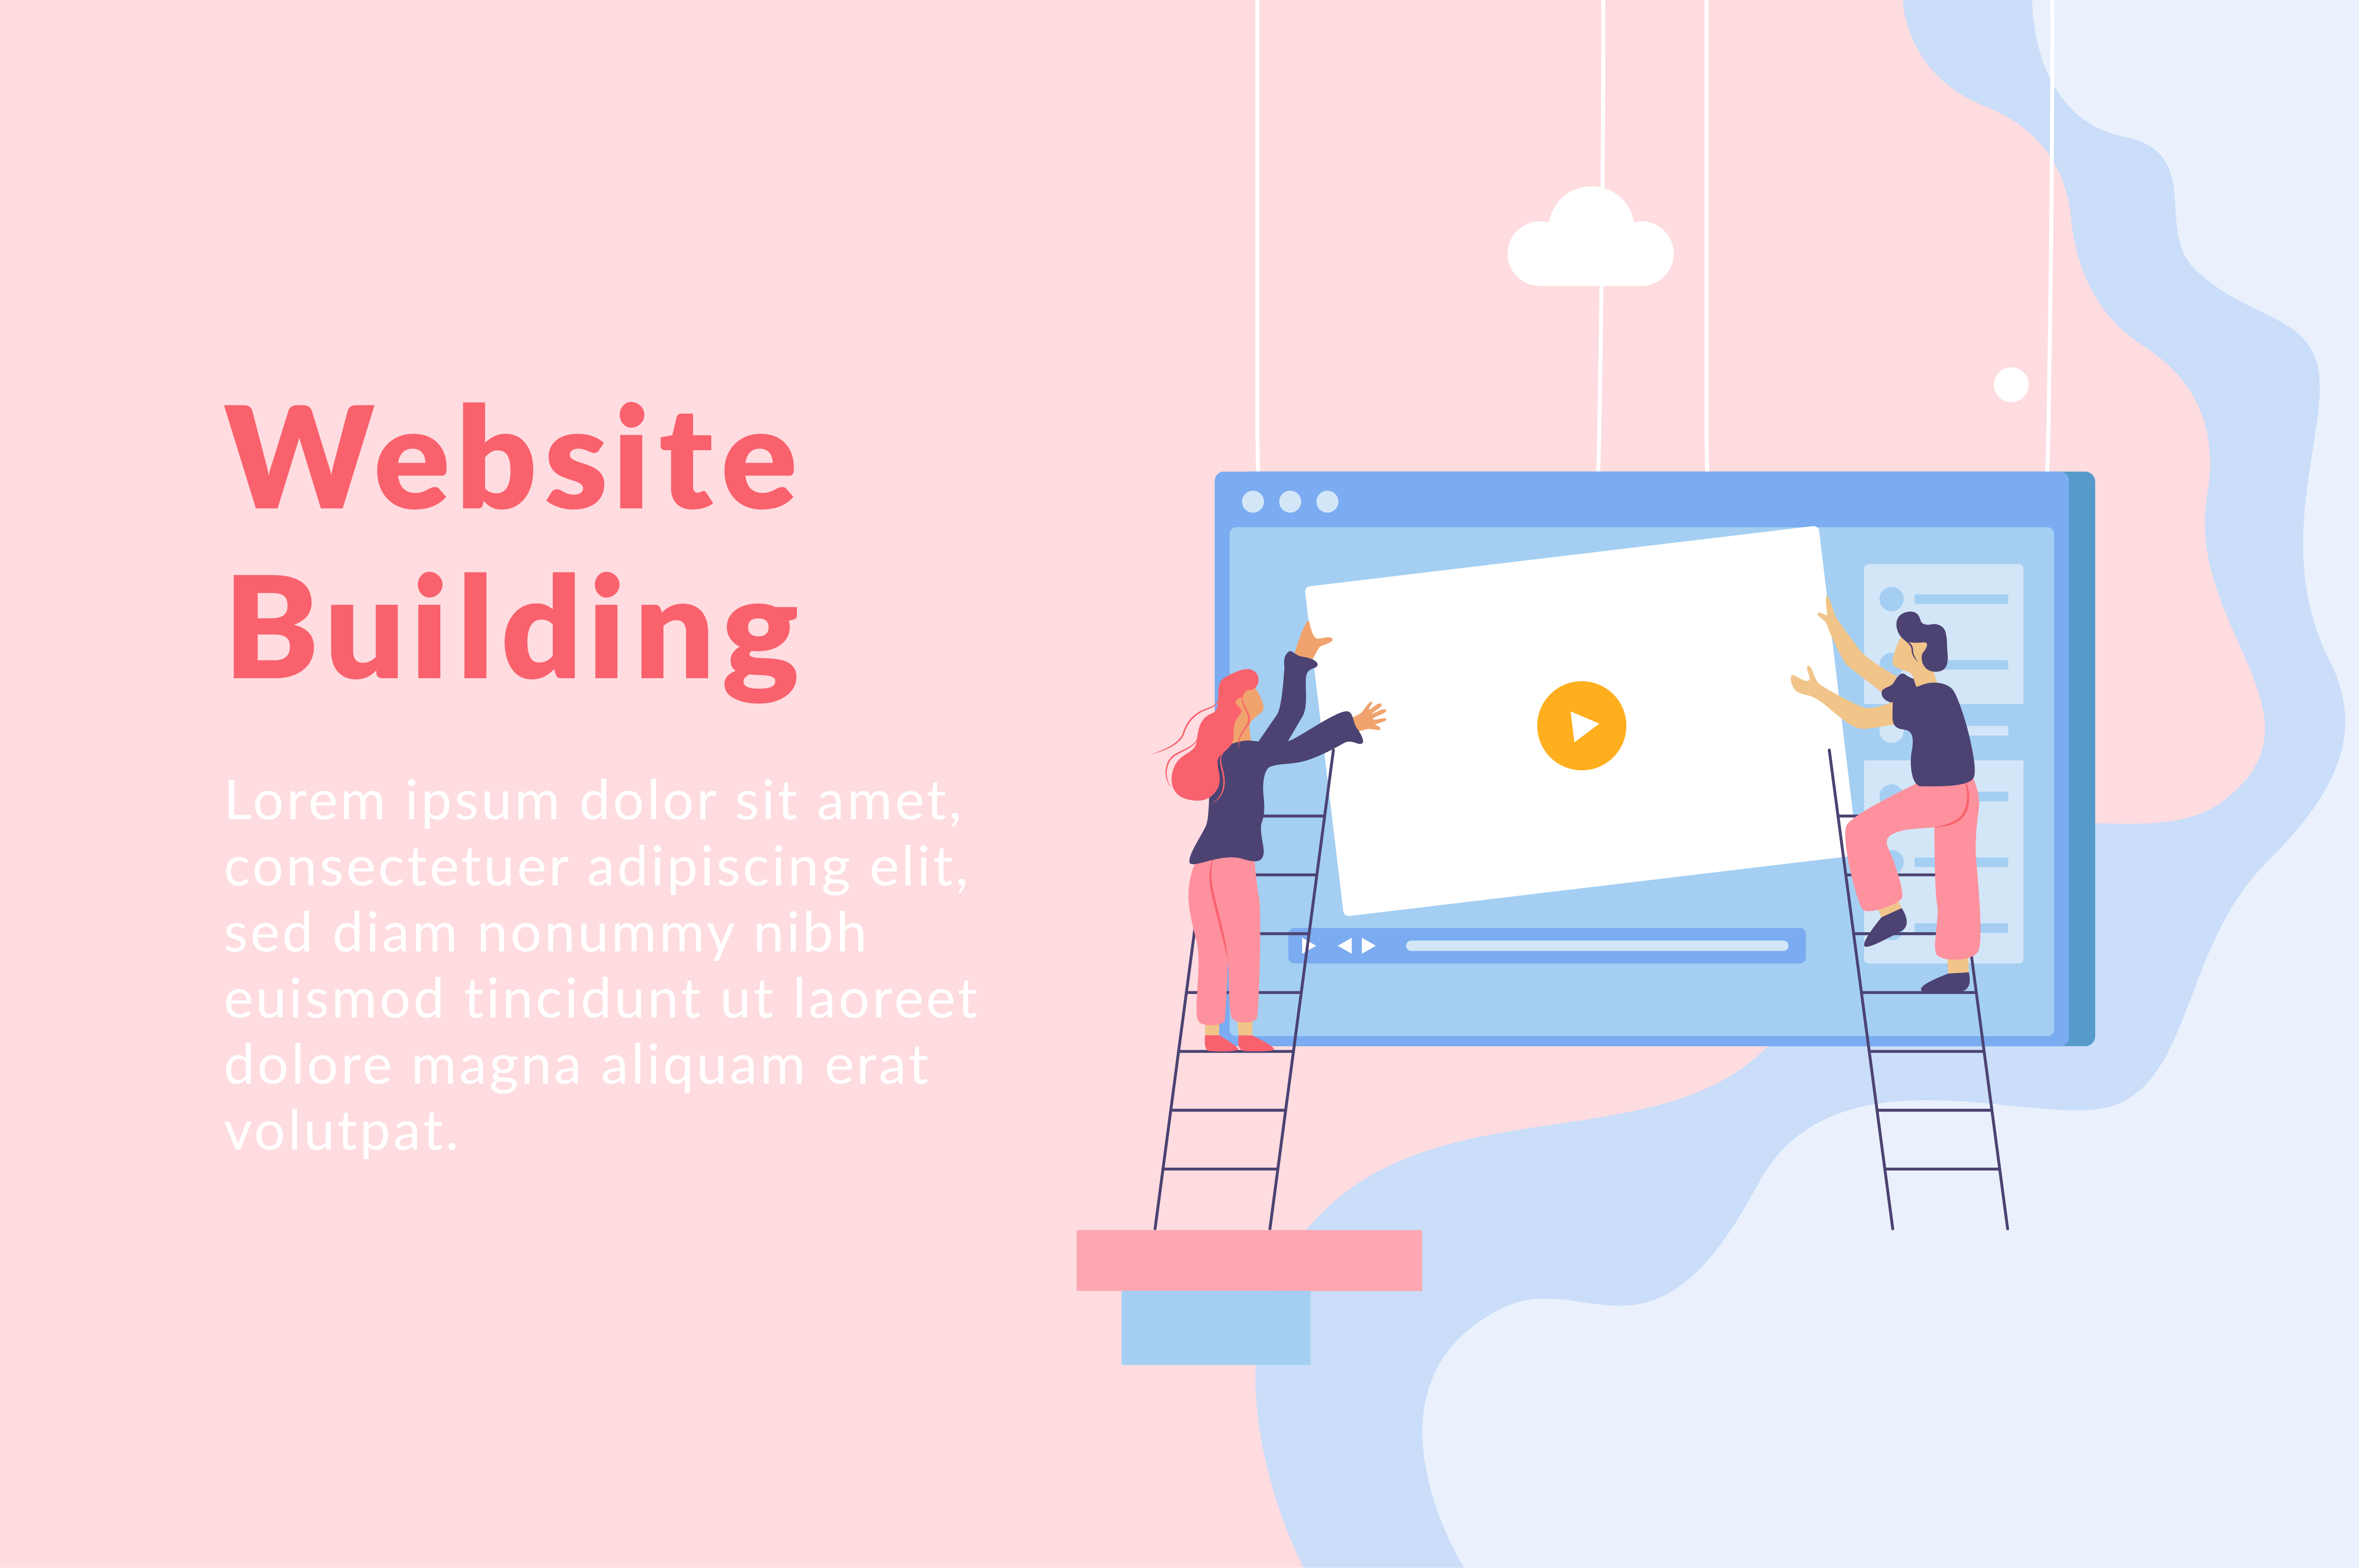 Website
Building
Lorem ipsum dolor sit amet,
consectetuer adipiscing elit,
sed diam nonummy nibh
euismod tincidunt ut laoreet
dolore magna aliquam erat
volutpat.